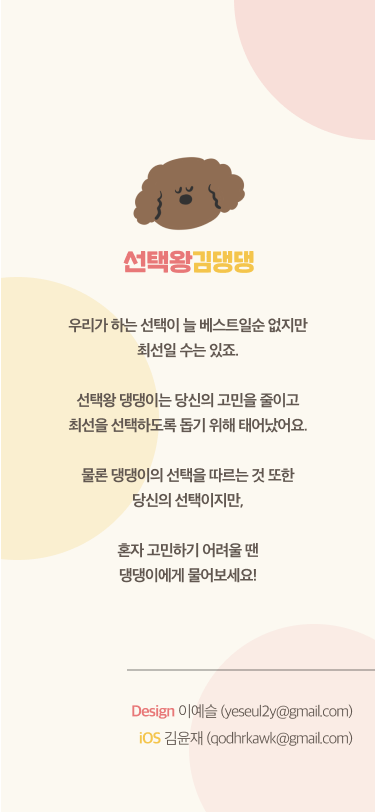 선택왕김댕댕
우리가 하는 선택이 늘 베스트일순 없지만
최선일 수는 있죠.
선택왕 댕댕이는 당신의 고민을 줄이고
최선을 선택하도록 돕기 위해 태어났어요.
물론 댕댕이의 선택을 따르는 것 또한
당신의 선택이지만,
혼자 고민하기 어려울 땐
댕댕이에게 물어보세요!
Design 이예슬 (yeseul2y@gmail.com)
iOS 김윤재 (qodhrkawk@gmail.com)